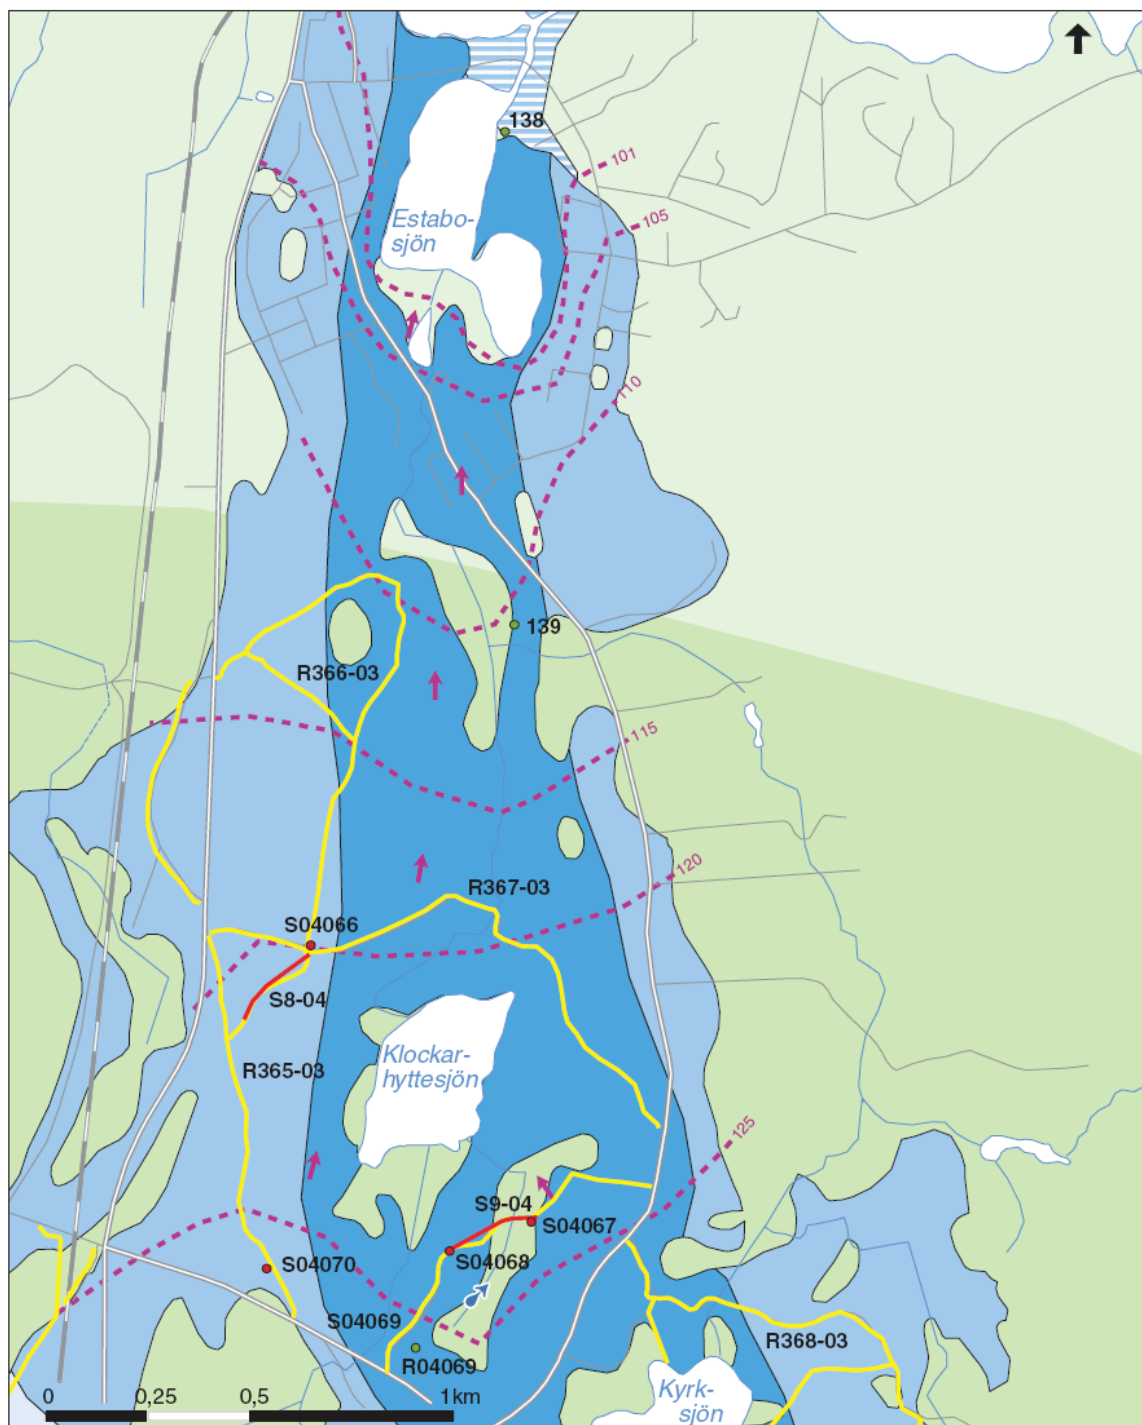 138
101
Estabo-
sjön
105
110
139
R366-03
115
R367-03
120
S04066
S8-04
Klockar-
hyttesjön
R365-03
125
S9-04
S04067
S04068
S04070
S04069
R04069
R368-03
Kyrk-
sjön
0 0,25 0,5 1km